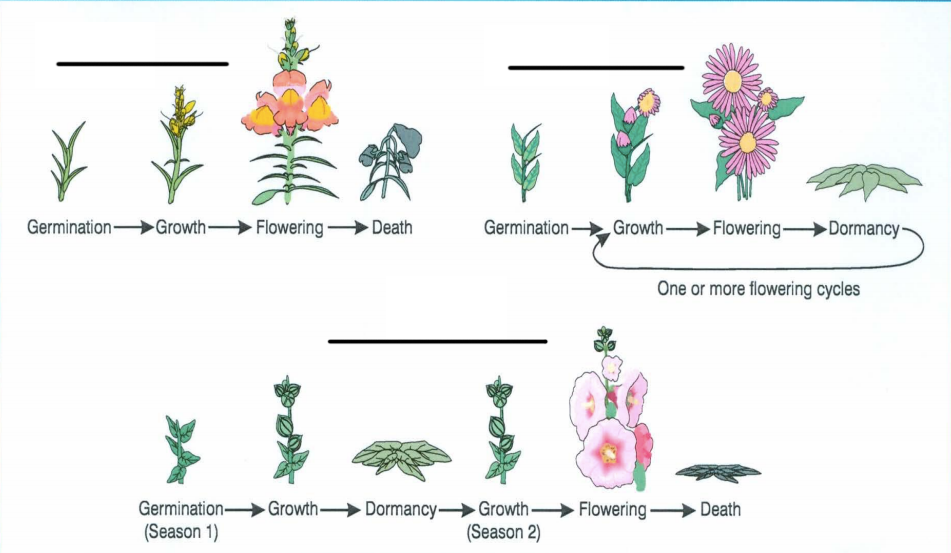 Germination Growth Flowering Death
Germination Growth Flowering Dormancy
One or more flowering cycles
Germination Growth Dormancy Growth Flowering Death
(Season 1) (Season 2)